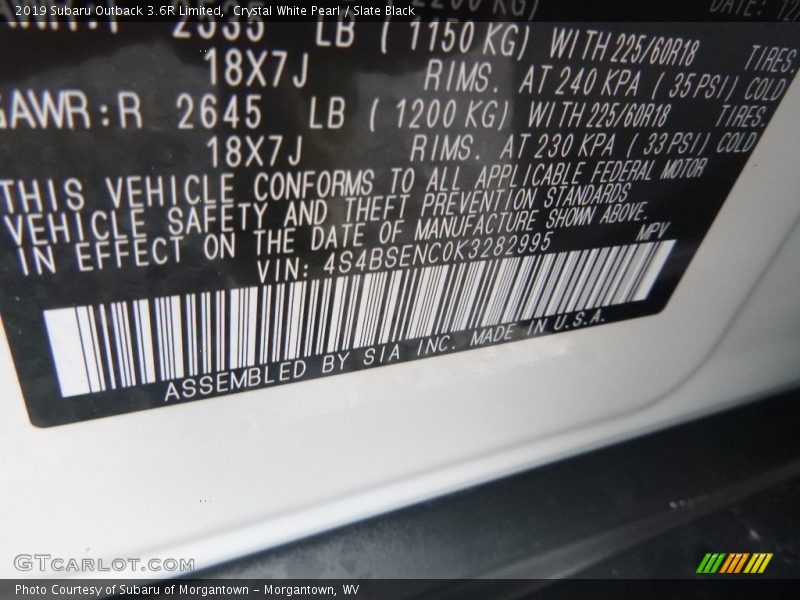 2019 Subaru Outback 3.6R Limited, Crystal White Pearl / Slate Black
DATE: 12
2535 LB ( 1150 KG) WITH 225/60R18 TIRES,
18X7J RIMS. AT 240 KPA ( 35 PSI) COLD
GAWR:R 2645 LB ( 1200 KG) WITH 225/60R18 TIRES,
18X7J RIMS. AT 230 KPA ( 33 PSI) COLD
THIS VEHICLE CONFORMS TO ALL APPLICABLE FEDERAL MOTOR
VEHICLE SAFETY AND THEFT PREVENTION STANDARDS
IN EFFECT ON THE DATE OF MANUFACTURE SHOWN ABOVE.
VIN: 4S4BSENC0K3282995 MPV
ASSEMBLED BY SIA INC. MADE IN U.S.A.
GTCARLOT.COM
Photo Courtesy of Subaru of Morgantown - Morgantown, WV